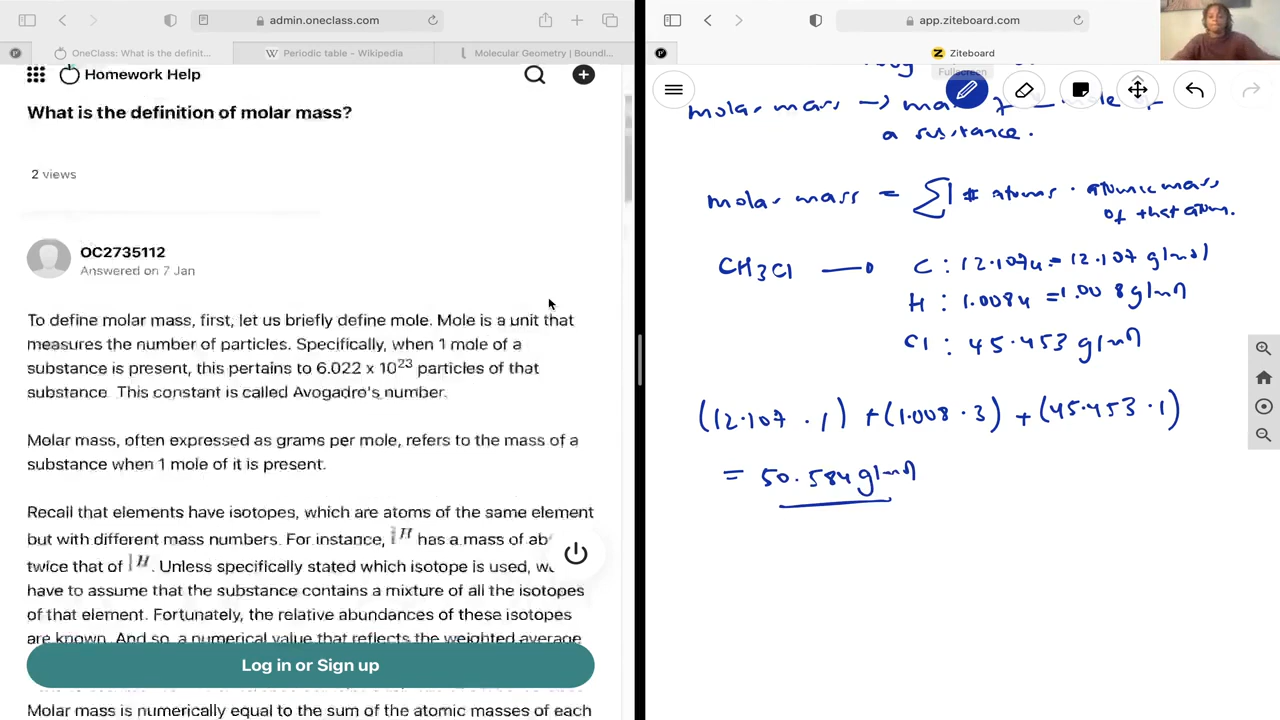 admin.oneclass.com
app.ziteboard.com
OneClass: What is the definit...
Periodic table - Wikipedia
Molecular Geometry | Boundl...
Ziteboard
Fullscreen
Homework Help
What is the definition of molar mass?
2 views
OC2735112
Answered on 7 Jan
To define molar mass, first, let us briefly define mole. Mole is a unit that
measures the number of particles. Specifically, when 1 mole of a
substance is present, this pertains to 6.022 x 10²³ particles of that
substance. This constant is called Avogadro's number.
Molar mass, often expressed as grams per mole, refers to the mass of a
substance when 1 mole of it is present.
Recall that elements have isotopes, which are atoms of the same element
but with different mass numbers. For instance, H has a mass of ab
twice that of H. Unless specifically stated which isotope is used, w
have to assume that the substance contains a mixture of all the isotopes
of that element. Fortunately, the relative abundances of these isotopes
are known. And so, a numerical value that reflects the weighted average
Log in or Sign up
Molar mass is numerically equal to the sum of the atomic masses of each
molar mass → ma of
a substance.
molar mass = ∑ # atoms · atomic mass
of that atom.
CH3Cl → C : 12.107u = 12.107 g/mol
H : 1.008u = 1.008 g/mol
Cl : 45.453 g/mol
(12.107 · 1) + (1.008 · 3) + (45.453 · 1)
= 50.584 g/mol